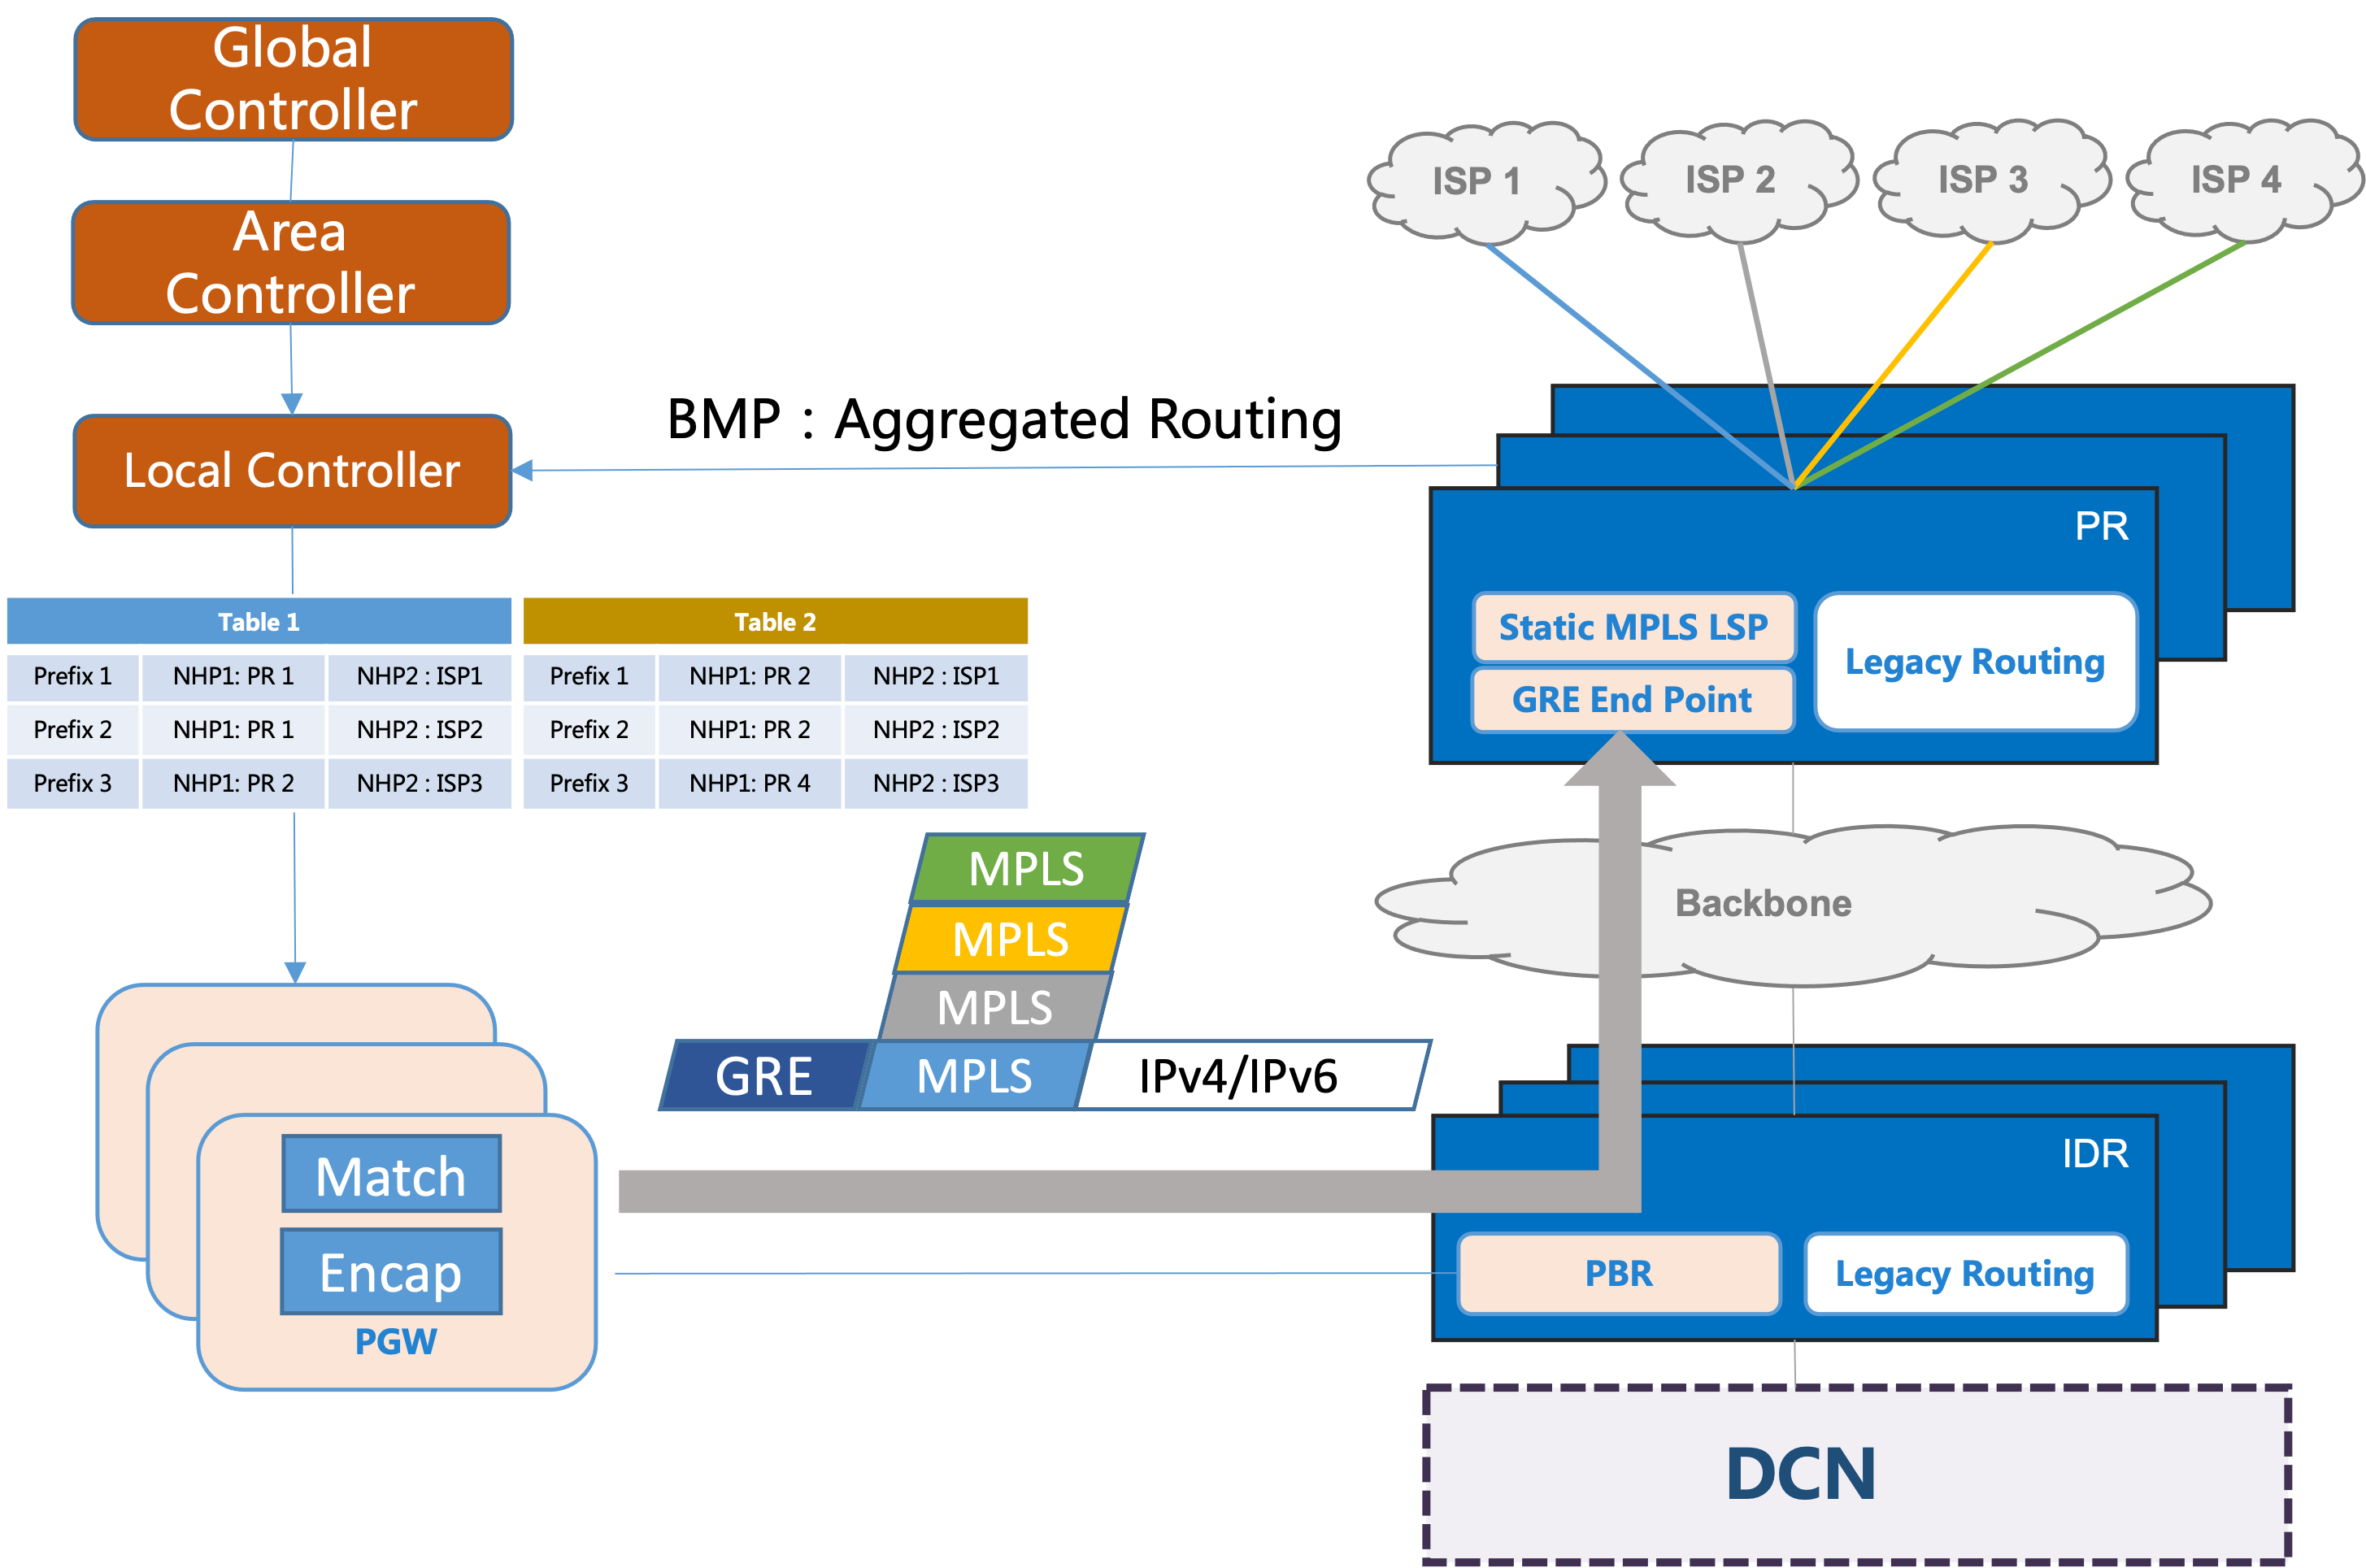 Global
Controller
Area
Controller
Local Controller
BMP : Aggregated Routing
ISP 1
ISP 2
ISP 3
ISP 4
PR
Static MPLS LSP
GRE End Point
Legacy Routing
Table 1
Prefix 1 NHP1: PR 1 NHP2 : ISP1
Prefix 2 NHP1: PR 1 NHP2 : ISP2
Prefix 3 NHP1: PR 2 NHP2 : ISP3
Table 2
Prefix 1 NHP1: PR 2 NHP2 : ISP1
Prefix 2 NHP1: PR 2 NHP2 : ISP2
Prefix 3 NHP1: PR 4 NHP2 : ISP3
MPLS
MPLS
MPLS
GRE MPLS IPv4/IPv6
Backbone
Match
Encap
PGW
IDR
PBR
Legacy Routing
DCN